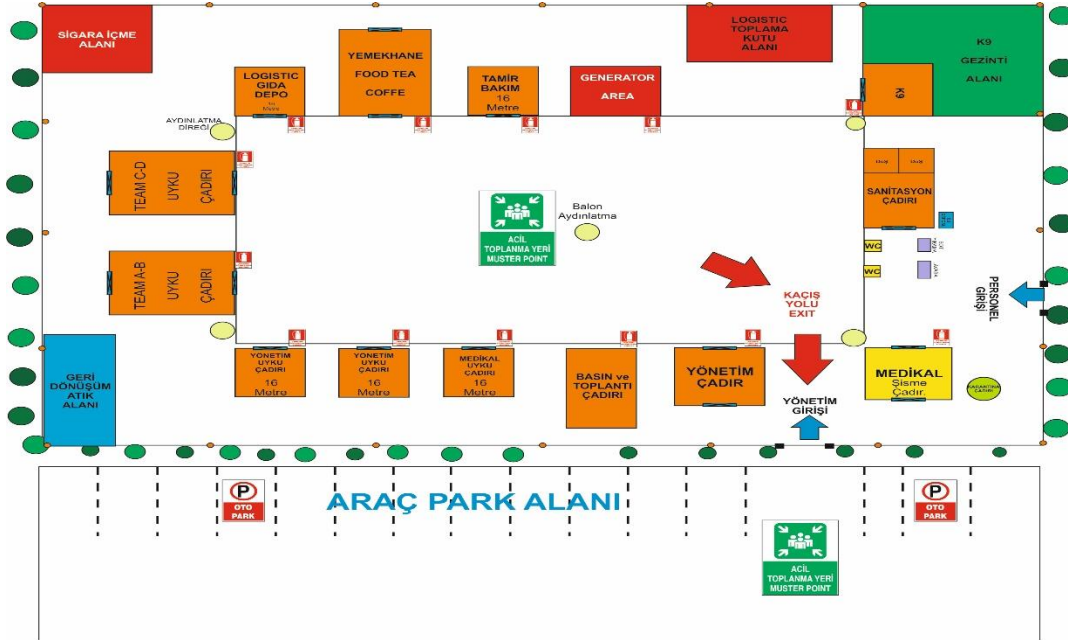 SİGARA İÇME
ALANI
YEMEKHANE
FOOD TEA
COFFE
LOGISTIC
TOPLAMA
KUTU
ALANI
K9
GEZİNTİ
ALANI
LOGISTIC
GIDA
DEPO
TAMİR
BAKIM
16
Metre
GENERATOR
AREA
K9
AYDINLATMA
DİREĞİ
TEAM C-D
UYKU
ÇADIRI
SANİTASYON
ÇADIRI
Balon
Aydınlatma
ACİL
TOPLANMA YERİ
MUSTER POINT
WC
WC
TEAM A-B
UYKU
ÇADIRI
PERSONEL
GİRİŞİ
KAÇIŞ
YOLU
EXIT
GERİ
DÖNÜŞÜM
ATIK
ALANI
YÖNETİM
UYKU
ÇADIRI
16
Metre
YÖNETİM
UYKU
ÇADIRI
16
Metre
MEDİKAL
UYKU
ÇADIRI
16
Metre
BASIN ve
TOPLANTI
ÇADIRI
YÖNETİM
ÇADIR
YÖNETİM
GİRİŞİ
MEDİKAL
Şişme
Çadır.
KARANTİNA
ÇADIRI
P
OTO
PARK
ARAÇ PARK ALANI
P
OTO
PARK
ACİL
TOPLANMA YERİ
MUSTER POINT